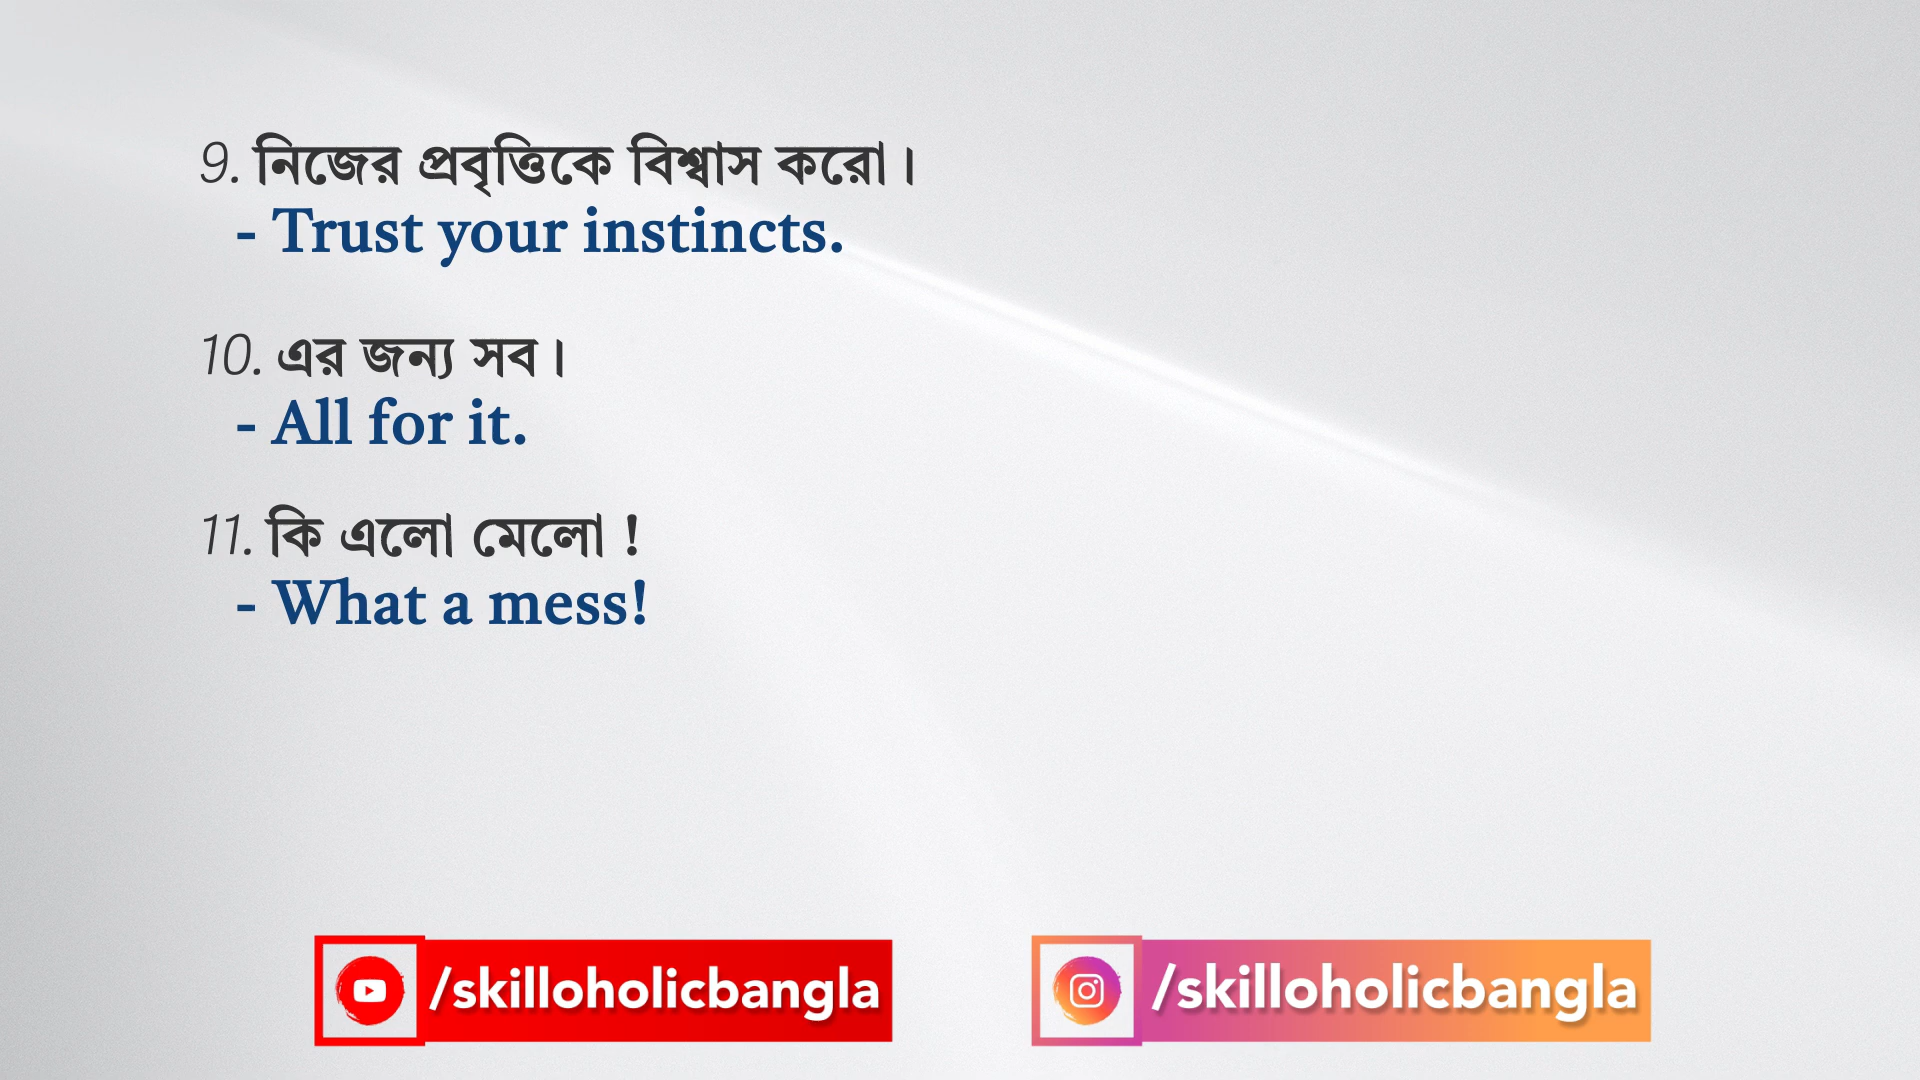 9. নিজের প্রবৃত্তিকে বিশ্বাস করো।
- Trust your instincts.
10. এর জন্য সব।
- All for it.
11. কি এলো মেলো !
- What a mess!
/skilloholicbangla
/skilloholicbangla